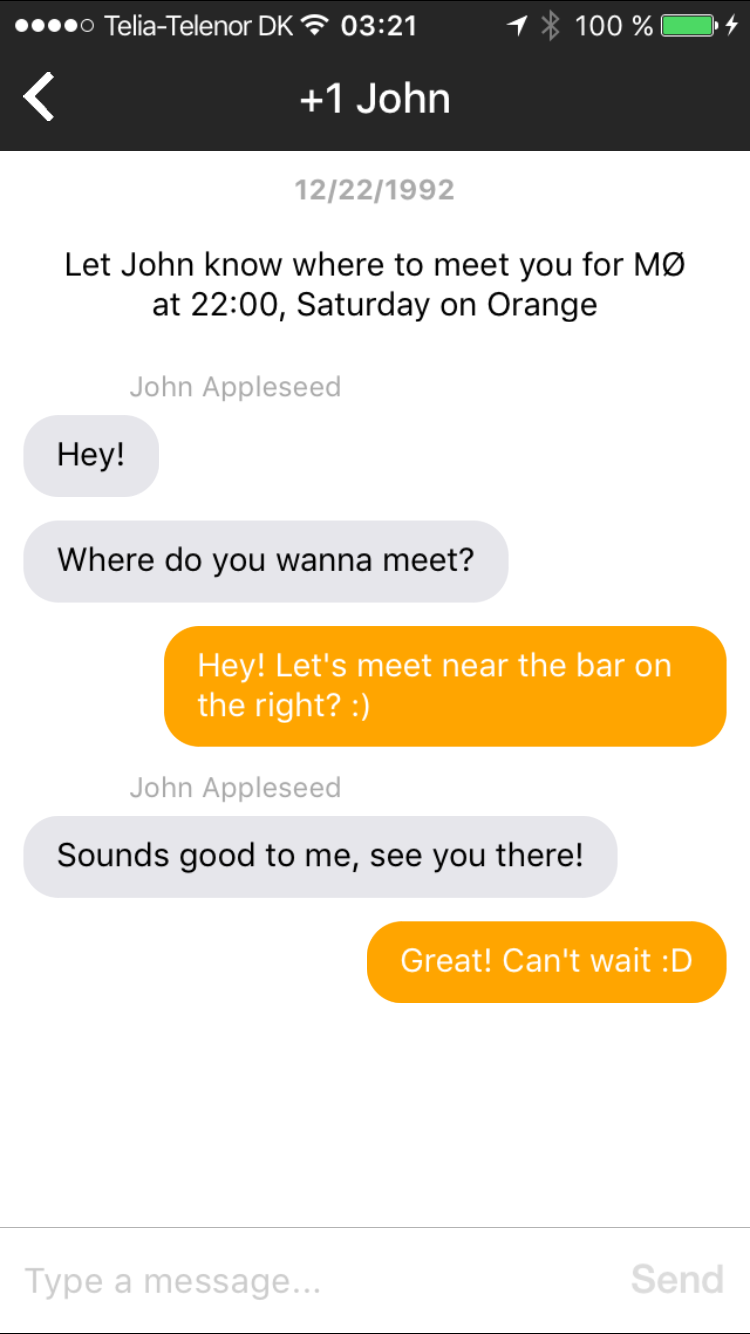 Telia-Telenor DK 03:21 100 %
+1 John
12/22/1992
Let John know where to meet you for MØ
at 22:00, Saturday on Orange
John Appleseed
Hey!
Where do you wanna meet?
Hey! Let's meet near the bar on
the right? :)
John Appleseed
Sounds good to me, see you there!
Great! Can't wait :D
Type a message... Send